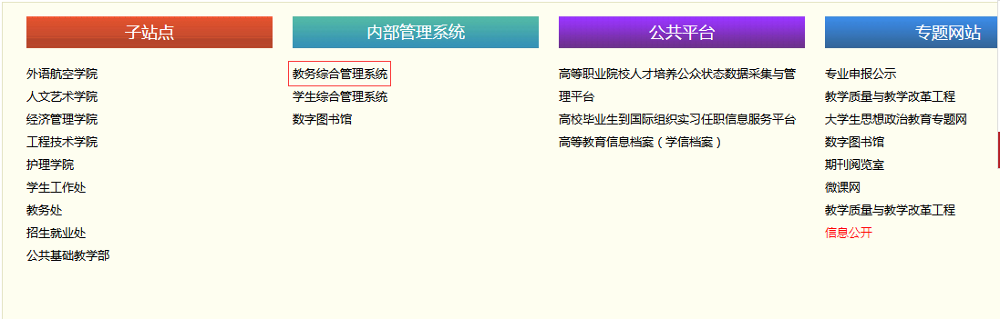 子站点
外语航空学院
人文艺术学院
经济管理学院
工程技术学院
护理学院
学生工作处
教务处
招生就业处
公共基础教学部
内部管理系统
教务综合管理系统
学生综合管理系统
数字图书馆
公共平台
高等职业院校人才培养公众状态数据采集与管
理平台
高校毕业生到国际组织实习任职信息服务平台
高等教育信息档案（学信档案）
专题网站
专业申报公示
教学质量与教学改革工程
大学生思想政治教育专题网
数字图书馆
期刊阅览室
微课网
教学质量与教学改革工程
信息公开